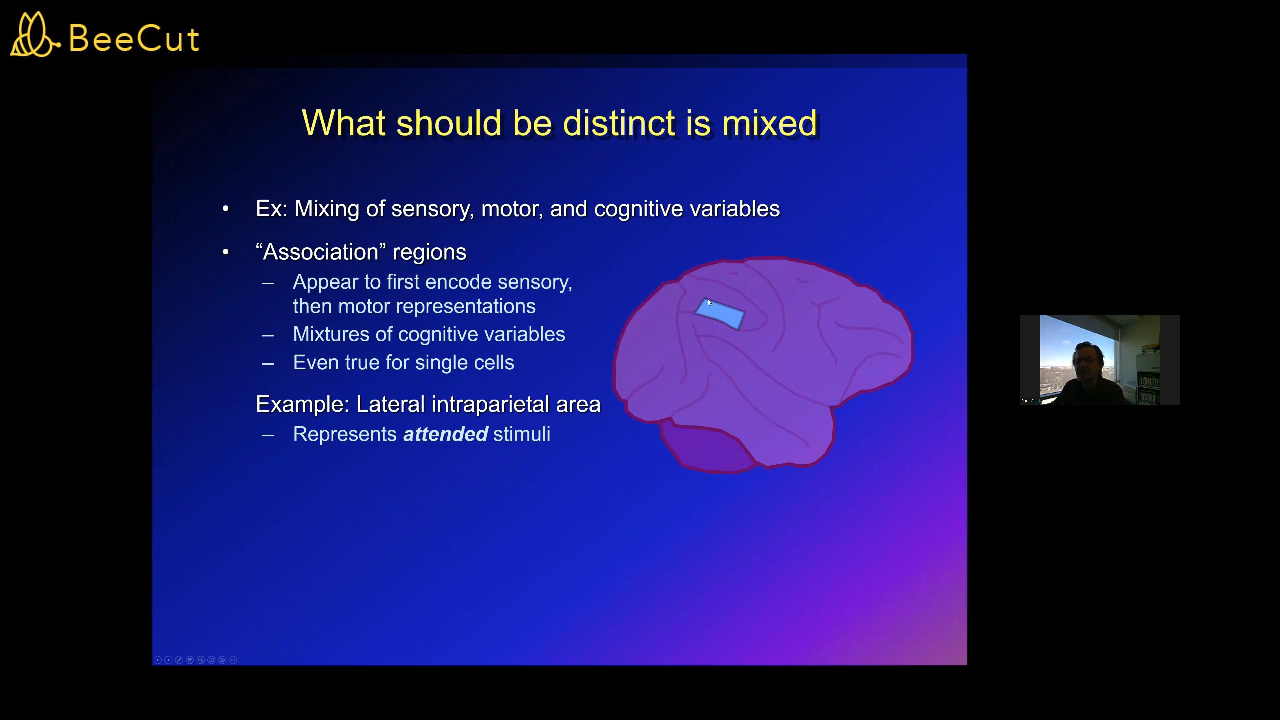 BeeCut
What should be distinct is mixed
• Ex: Mixing of sensory, motor, and cognitive variables
• “Association” regions
– Appear to first encode sensory,
then motor representations
– Mixtures of cognitive variables
– Even true for single cells
Example: Lateral intraparietal area
– Represents attended stimuli